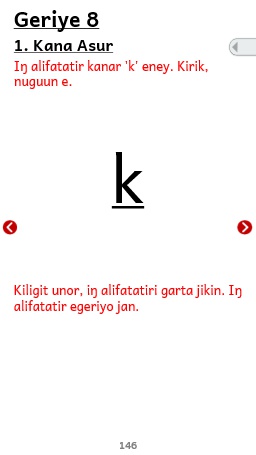 Geriye 8
1. Kana Asur
Iŋ alifatatir kanar 'k' eney. Kirik,
nuguun e.
k
Kiligit unor, iŋ alifatatiri garta jikin. Iŋ
alifatatir egeriyo jan.
146